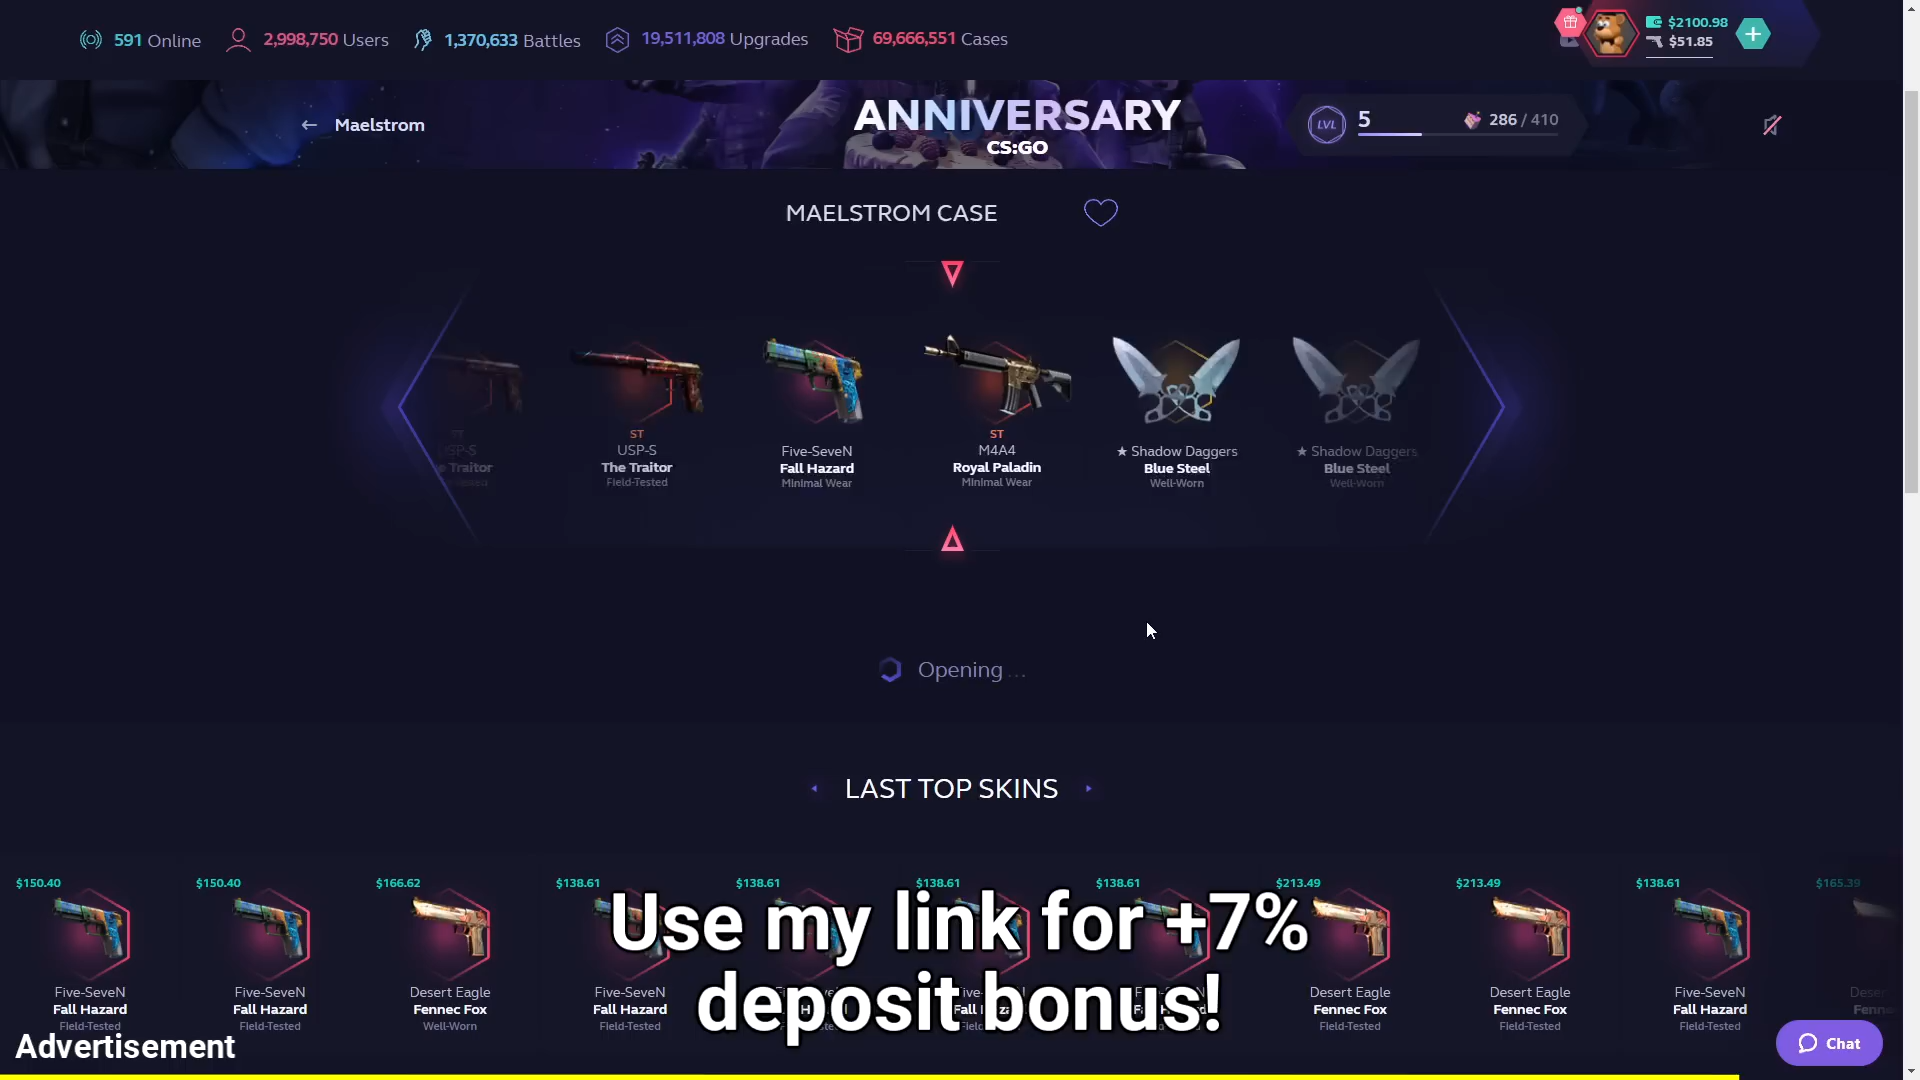 591 Online
2,998,750 Users
1,370,633 Battles
19,511,808 Upgrades
69,666,551 Cases
$2100.98
$51.85
← Maelstrom
ANNIVERSARY
CS:GO
LVL
5
286 / 410
MAELSTROM CASE
ST
USP-S
The Traitor
Field-Tested
Five-SeveN
Fall Hazard
Minimal Wear
ST
M4A4
Royal Paladin
Minimal Wear
★ Shadow Daggers
Blue Steel
Well-Worn
★ Shadow Daggers
Blue Steel
Well-Worn
Opening ...
LAST TOP SKINS
$150.40
Five-SeveN
Fall Hazard
Field-Tested
$150.40
Five-SeveN
Fall Hazard
Field-Tested
$166.62
Desert Eagle
Fennec Fox
Well-Worn
$138.61
Five-SeveN
Fall Hazard
Field-Tested
$138.61
$138.61
$138.61
$213.49
Desert Eagle
Fennec Fox
Field-Tested
$213.49
Desert Eagle
Fennec Fox
Field-Tested
$138.61
Five-SeveN
Fall Hazard
Field-Tested
$165.39
Use my link for +7%
deposit bonus!
Advertisement
Chat